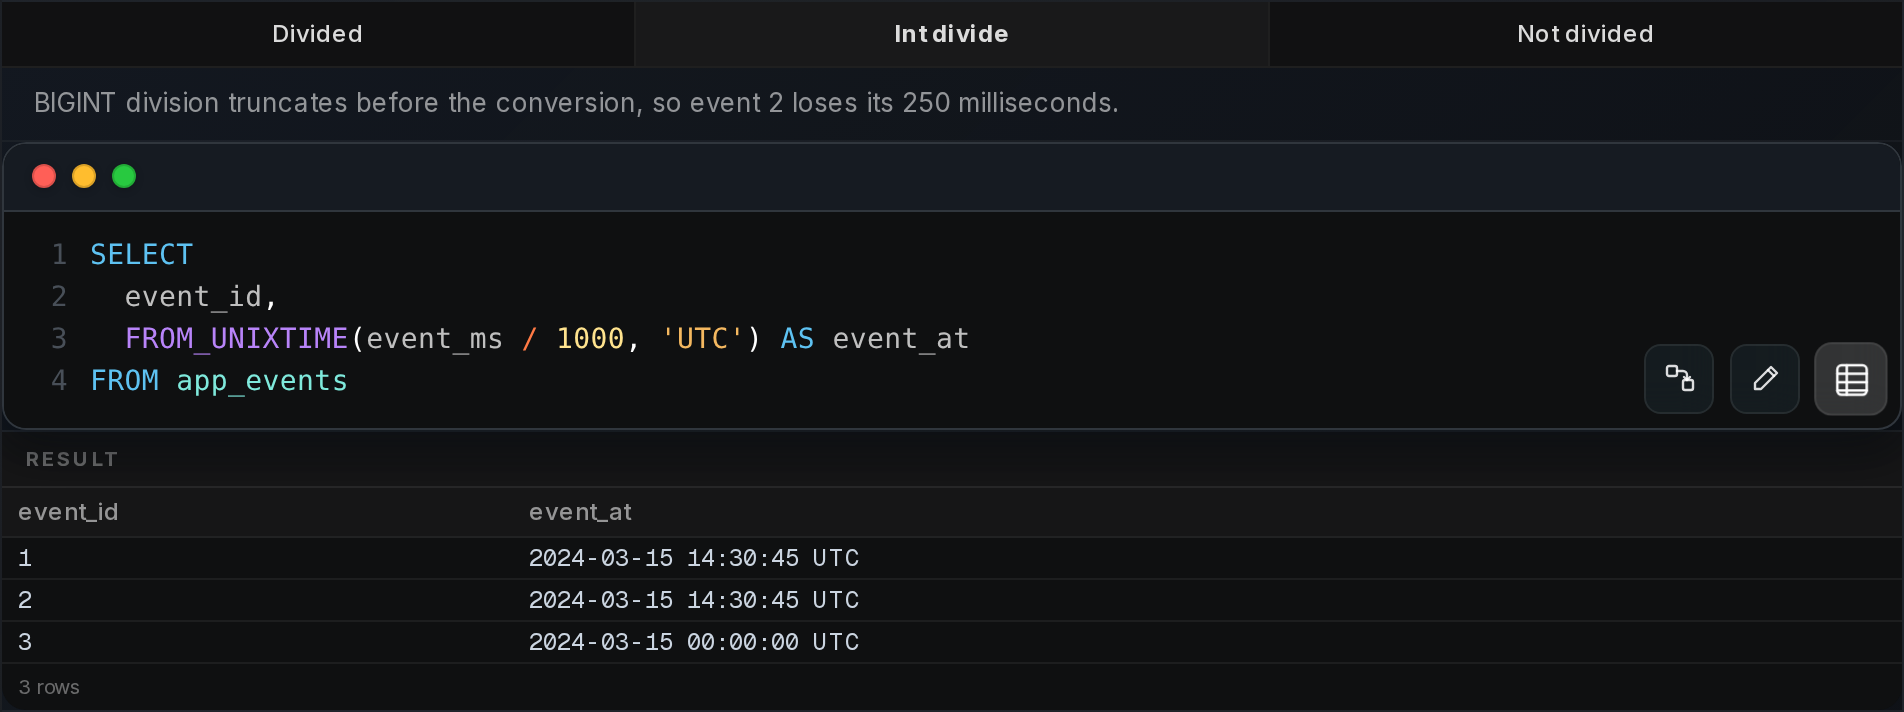 Divided
Int divide
Not divided
BIGINT division truncates before the conversion, so event 2 loses its 250 milliseconds.
1 SELECT
2   event_id,
3   FROM_UNIXTIME(event_ms / 1000, 'UTC') AS event_at
4 FROM app_events
RESULT
event_id event_at
1 2024-03-15 14:30:45 UTC
2 2024-03-15 14:30:45 UTC
3 2024-03-15 00:00:00 UTC
3 rows